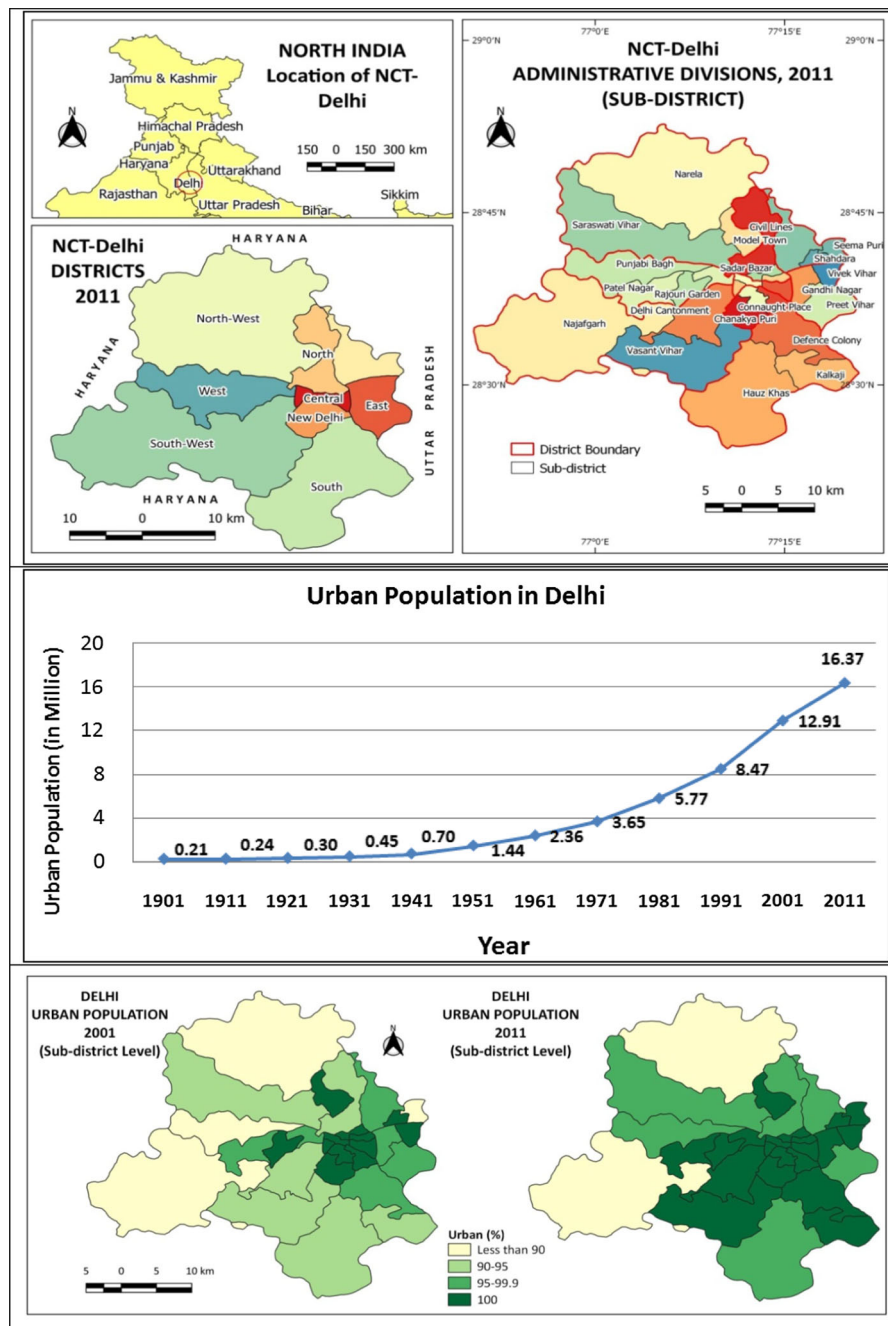 NORTH INDIA
Location of NCT-
Delhi
Jammu & Kashmir
Himachal Pradesh
Punjab
Haryana
Uttarakhand
Rajasthan
Delhi
Uttar Pradesh
Bihar
Sikkim
150 0 150 300 km
NCT-Delhi
DISTRICTS
2011
HARYANA
HARYANA
HARYANA
UTTAR PRADESH
North-West
North
West
Central
East
New Delhi
South-West
South
10 0 10 km
NCT-Delhi
ADMINISTRATIVE DIVISIONS, 2011
(SUB-DISTRICT)
77°0'E 77°15'E
29°0'N 29°0'N
28°45'N 28°45'N
28°30'N 28°30'N
77°0'E 77°15'E
Narela
Saraswati Vihar
Civil Lines
Model Town
Seema Puri
Shahdara
Punjabi Bagh
Sadar Bazar
Vivek Vihar
Patel Nagar
Rajouri Garden
Gandhi Nagar
Delhi Cantonment
Connaught Place
Preet Vihar
Najafgarh
Chanakya Puri
Vasant Vihar
Defence Colony
Kalkaji
Hauz Khas
District Boundary
Sub-district
5 0 5 10 km
Urban Population in Delhi
Urban Population (in Million)
20
16
12
8
4
0
0.21 0.24 0.30 0.45 0.70 1.44 2.36 3.65 5.77 8.47 12.91 16.37
1901 1911 1921 1931 1941 1951 1961 1971 1981 1991 2001 2011
Year
DELHI
URBAN POPULATION
2001
(Sub-district Level)
N
5 0 5 10 km
DELHI
URBAN POPULATION
2011
(Sub-district Level)
Urban (%)
Less than 90
90-95
95-99.9
100